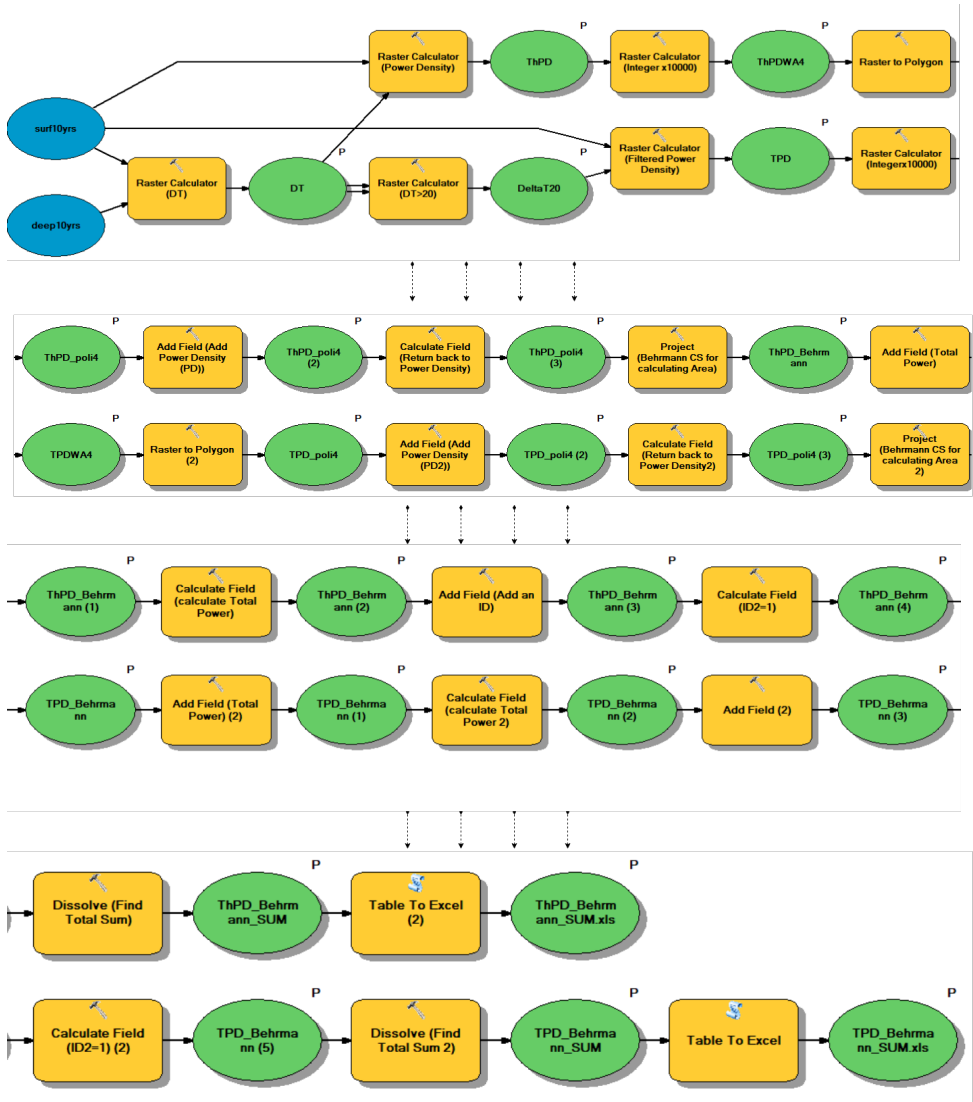 P
P
Raster Calculator
(Power Density)
ThPD
Raster Calculator
(Integer x10000)
ThPDWA4
Raster to Polygon
surf10yrs
P
P
P
Raster Calculator
(DT)
DT
Raster Calculator
(DT>20)
DeltaT20
Raster Calculator
(Filtered Power
Density)
TPD
Raster Calculator
(Integerx10000)
deep10yrs
P
P
P
P
ThPD_poli4
Add Field (Add
Power Density
(PD))
ThPD_poli4
(2)
Calculate Field
(Return back to
Power Density)
ThPD_poli4
(3)
Project
(Behrmann CS for
calculating Area)
ThPD_Behrm
ann
Add Field (Total
Power)
P
P
P
P
TPDWA4
Raster to Polygon
(2)
TPD_poli4
Add Field (Add
Power Density
(PD2))
TPD_poli4 (2)
Calculate Field
(Return back to
Power Density2)
TPD_poli4 (3)
Project
(Behrmann CS for
calculating Area
2)
P
P
P
P
ThPD_Behrm
ann (1)
Calculate Field
(calculate Total
Power)
ThPD_Behrm
ann (2)
Add Field (Add an
ID)
ThPD_Behrm
ann (3)
Calculate Field
(ID2=1)
ThPD_Behrm
ann (4)
P
P
P
P
TPD_Behrma
nn
Add Field (Total
Power) (2)
TPD_Behrma
nn (1)
Calculate Field
(calculate Total
Power 2)
TPD_Behrma
nn (2)
Add Field (2)
TPD_Behrma
nn (3)
P
P
Dissolve (Find
Total Sum)
ThPD_Behrm
ann_SUM
Table To Excel
(2)
ThPD_Behrm
ann_SUM.xls
P
P
P
Calculate Field
(ID2=1) (2)
TPD_Behrma
nn (5)
Dissolve (Find
Total Sum 2)
TPD_Behrma
nn_SUM
Table To Excel
TPD_Behrma
nn_SUM.xls